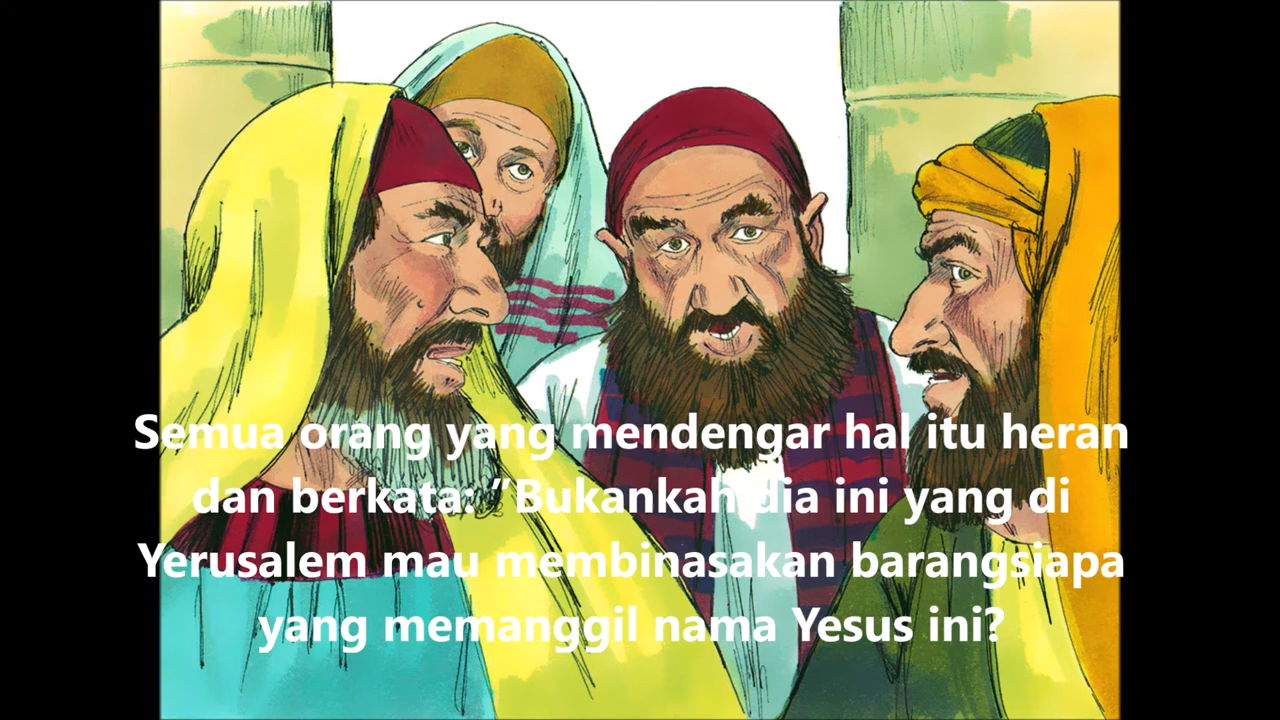 Semua orang yang mendengar hal itu heran
dan berkata: "Bukankah dia ini yang di
Yerusalem mau membinasakan barangsiapa
yang memanggil nama Yesus ini?